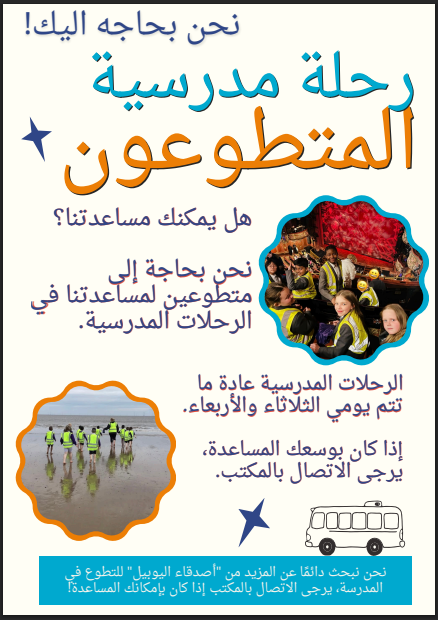 نحن بحاجه اليك!
رحلة مدرسية
المتطوعون
هل يمكنك مساعدتنا؟
نحن بحاجة إلى
متطوعين لمساعدتنا في
الرحلات المدرسية.
الرحلات المدرسية عادة ما
تتم يومي الثلاثاء والأربعاء.
إذا كان بوسعك المساعدة،
يرجى الاتصال بالمكتب.
نحن نبحث دائمًا عن المزيد من "أصدقاء اليوبيل" للتطوع في
المدرسة، يرجى الاتصال بالمكتب إذا كان بإمكانك المساعدة!